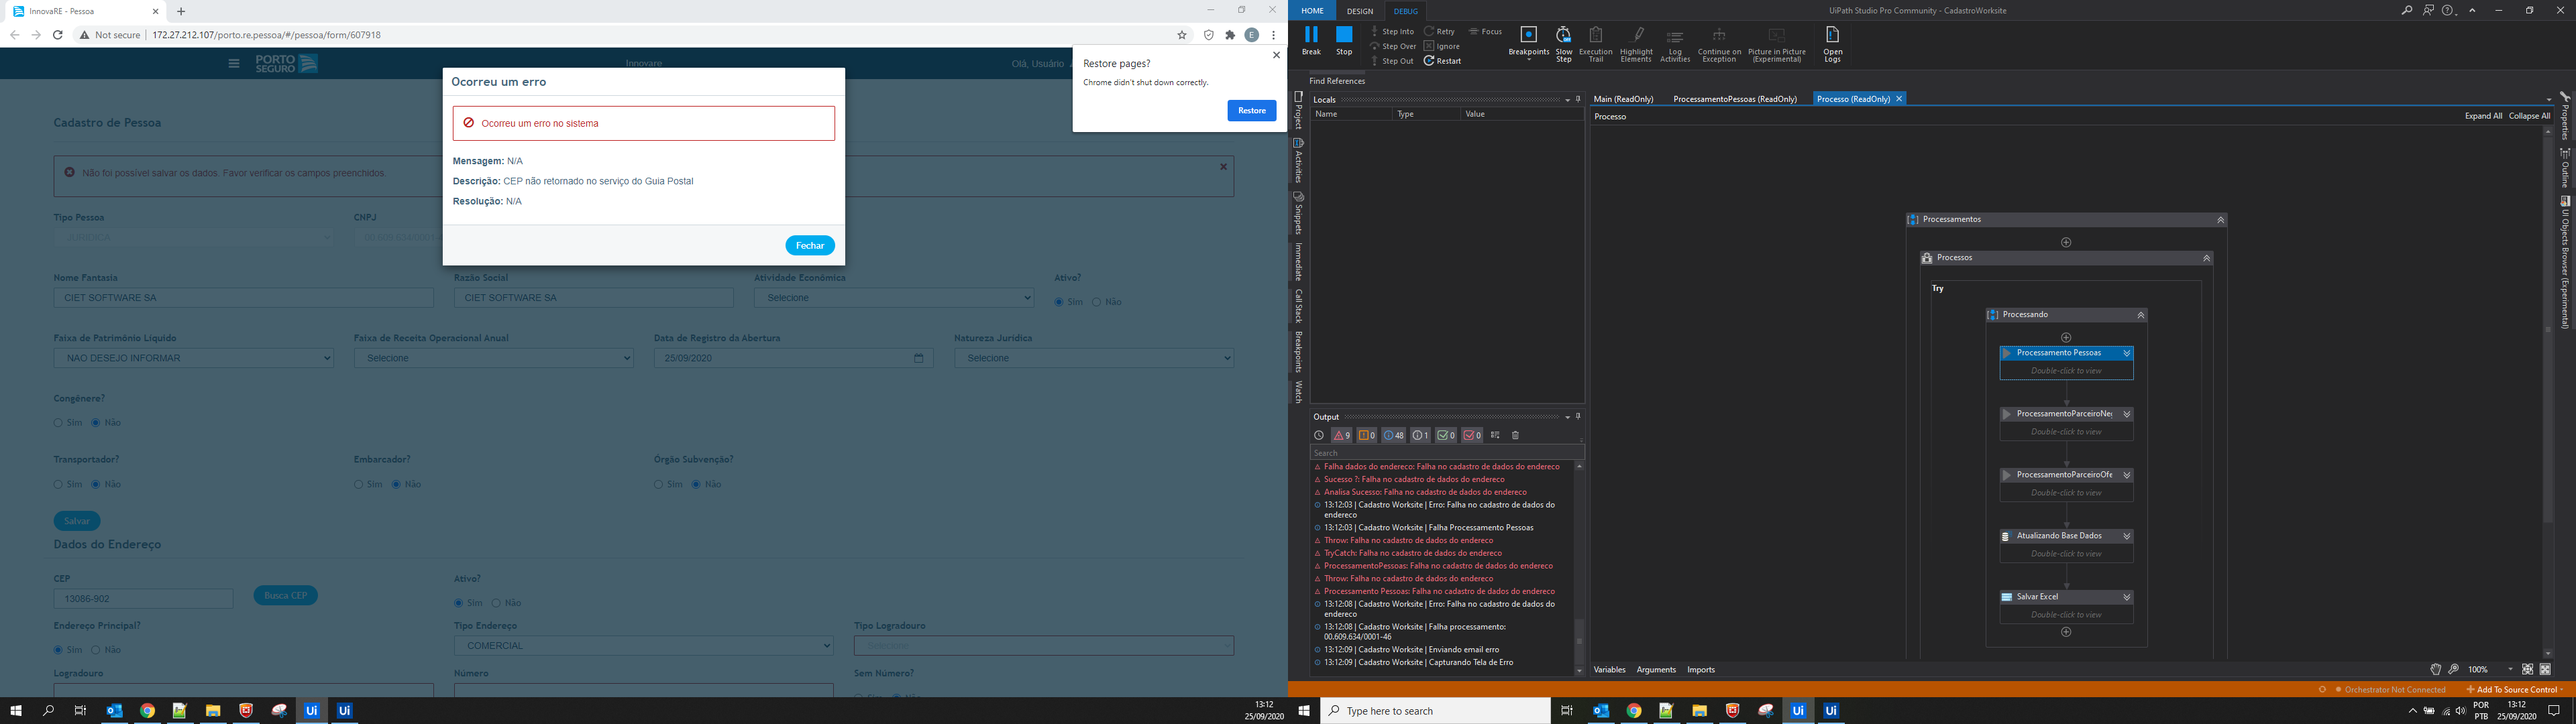 InnovaRE - Pessoa
Not secure
172.27.212.107/porto.re.pessoa/#/pessoa/form/607918
E
PORTO
SEGURO
Innovare
Olá, Usuário
Restore pages?
Chrome didn't shut down correctly.
Restore
Ocorreu um erro
Ocorreu um erro no sistema
Mensagem: N/A
Descrição: CEP não retornado no serviço do Guia Postal
Resolução: N/A
Fechar
Cadastro de Pessoa
Não foi possível salvar os dados. Favor verificar os campos preenchidos.
Tipo Pessoa
CNPJ
JURIDICA
00.609.634/0001-4
Nome Fantasia
Razão Social
Atividade Econômica
Ativo?
CIET SOFTWARE SA
CIET SOFTWARE SA
Selecione
Sim
Não
Faixa de Patrimônio Líquido
Faixa de Receita Operacional Anual
Data de Registro da Abertura
Natureza Jurídica
NAO DESEJO INFORMAR
Selecione
25/09/2020
Selecione
Congênere?
Sim
Não
Transportador?
Embarcador?
Órgão Subvenção?
Sim
Não
Sim
Não
Sim
Não
Salvar
Dados do Endereço
CEP
Ativo?
13086-902
Busca CEP
Sim
Não
Endereço Principal?
Tipo Endereço
Tipo Logradouro
Sim
Não
COMERCIAL
Selecione
Logradouro
Número
Sem Número?
Sim
Não
Ui
Ui
13:12
25/09/2020
HOME
DESIGN
DEBUG
UiPath Studio Pro Community - CadastroWorksite
Break
Stop
Step Into
Step Over
Step Out
Retry
Ignore
Restart
Focus
Breakpoints
Slow
Step
Execution
Trail
Highlight
Elements
Log
Activities
Continue on
Exception
Picture in Picture
(Experimental)
Open
Logs
Find References
Project
Activities
Snippets
Immediate
Call Stack
Breakpoints
Watch
Locals
Name
Type
Value
Output
9
0
48
1
0
0
Search
Falha dados do endereco: Falha no cadastro de dados do endereco
Sucesso ?: Falha no cadastro de dados do endereco
Analisa Sucesso: Falha no cadastro de dados do endereco
13:12:03 | Cadastro Worksite | Erro: Falha no cadastro de dados do
endereco
13:12:03 | Cadastro Worksite | Falha Processamento Pessoas
Throw: Falha no cadastro de dados do endereco
TryCatch: Falha no cadastro de dados do endereco
ProcessamentoPessoas: Falha no cadastro de dados do endereco
Throw: Falha no cadastro de dados do endereco
Processamento Pessoas: Falha no cadastro de dados do endereco
13:12:08 | Cadastro Worksite | Erro: Falha no cadastro de dados do
endereco
13:12:08 | Cadastro Worksite | Falha processamento:
00.609.634/0001-46
13:12:09 | Cadastro Worksite | Enviando email erro
13:12:09 | Cadastro Worksite | Capturando Tela de Erro
Main (ReadOnly)
ProcessamentoPessoas (ReadOnly)
Processo (ReadOnly)
Processo
Expand All
Collapse All
Processamentos
Processos
Try
Processando
Processamento Pessoas
Double-click to view
ProcessamentoParceiroNe
Double-click to view
ProcessamentoParceiroOfe
Double-click to view
Atualizando Base Dados
Double-click to view
Salvar Excel
Double-click to view
Variables
Arguments
Imports
100%
Properties
Outline
UI Objects Browser (Experimental)
Orchestrator Not Connected
Add To Source Control
Type here to search
Ui
Ui
POR
PTB
13:12
25/09/2020